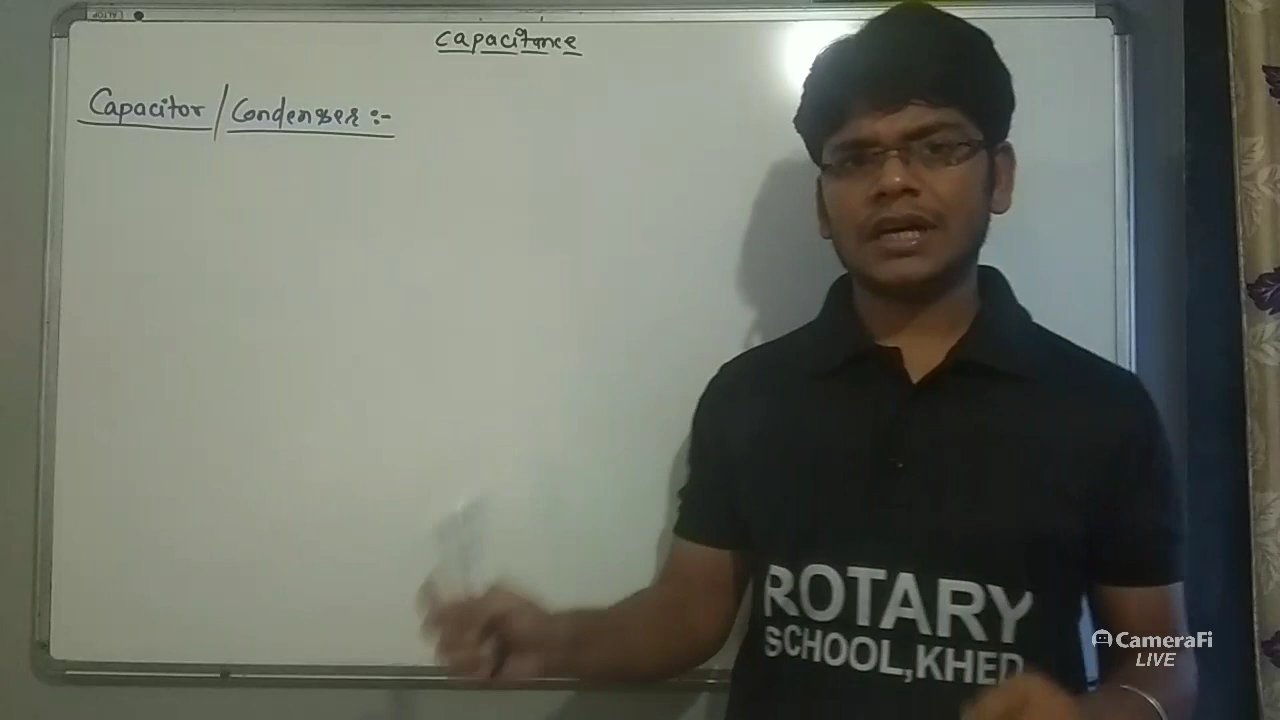 Capacitance
Capacitor / Condenser :-
ROTARY
SCHOOL,KHED
CameraFi
LIVE